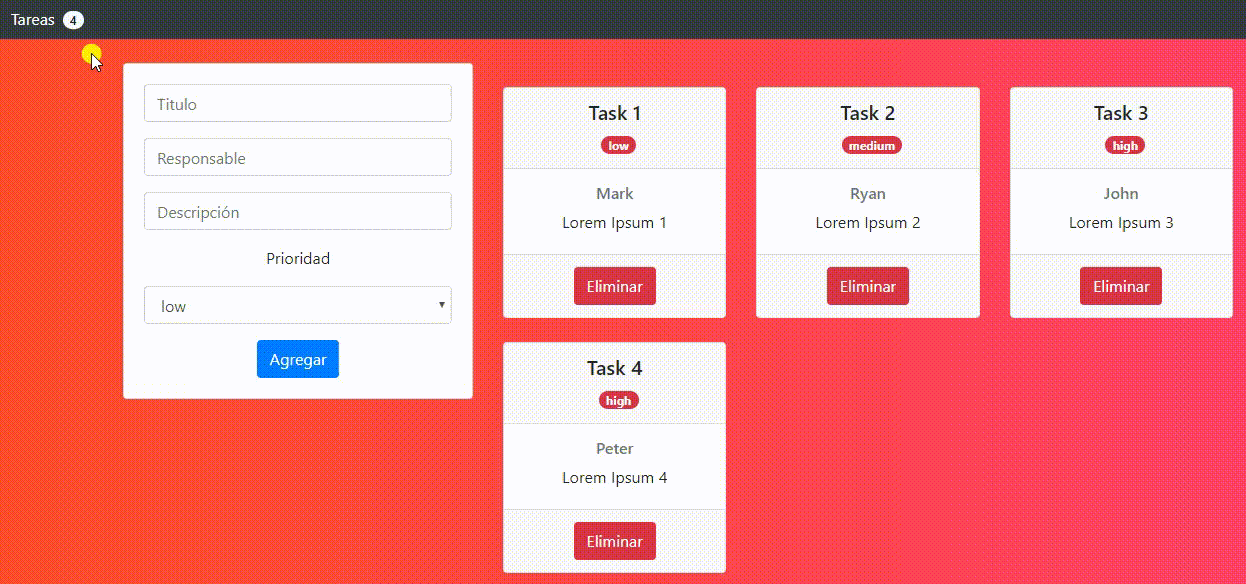 Tareas 4
Titulo
Responsable
Descripción
Prioridad
low
Agregar
Task 1
low
Mark
Lorem Ipsum 1
Eliminar
Task 2
medium
Ryan
Lorem Ipsum 2
Eliminar
Task 3
high
John
Lorem Ipsum 3
Eliminar
Task 4
high
Peter
Lorem Ipsum 4
Eliminar